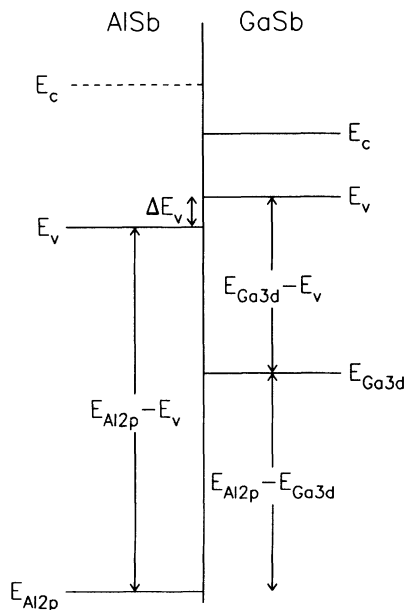 AlSb GaSb
E_c
E_c
ΔE_v
E_v
E_v
E_Ga3d–E_v
E_Ga3d
E_Al2p–E_v
E_Al2p–E_Ga3d
E_Al2p